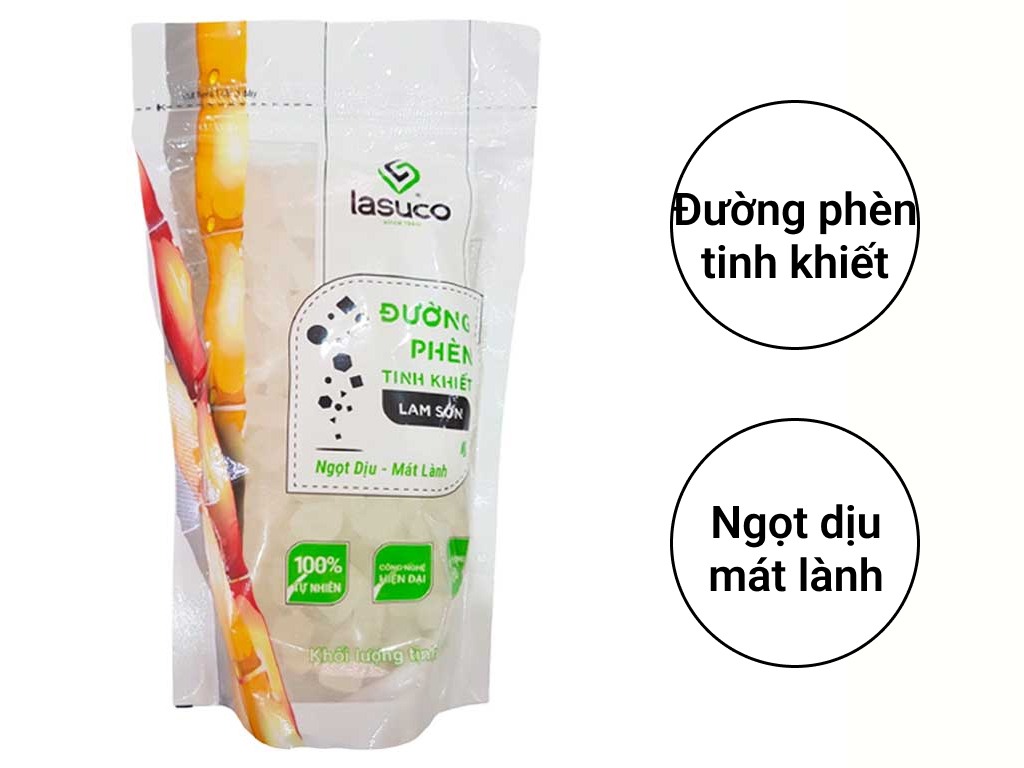 lasuco
ĐƯỜNG
PHÈN
TINH KHIẾT
LAM SƠN
Ngọt Dịu - Mát Lành
100%
TỰ NHIÊN
CÔNG NGHỆ
HIỆN ĐẠI
Khối lượng tịnh
Đường phèn
tinh khiết
Ngọt dịu
mát lành